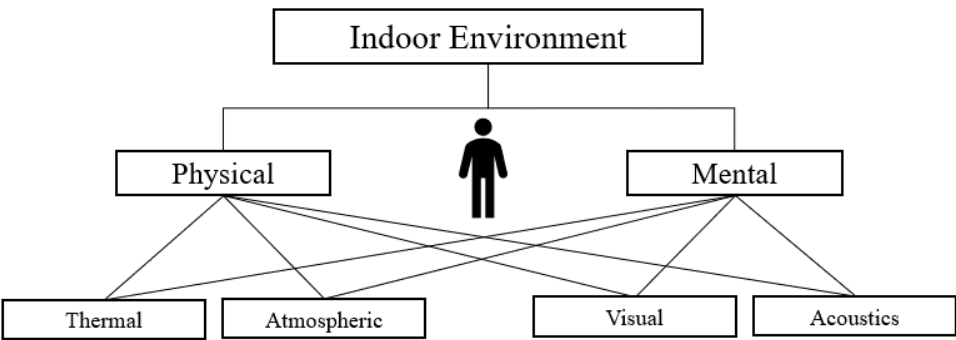 Indoor Environment
Physical
Mental
Thermal
Atmospheric
Visual
Acoustics